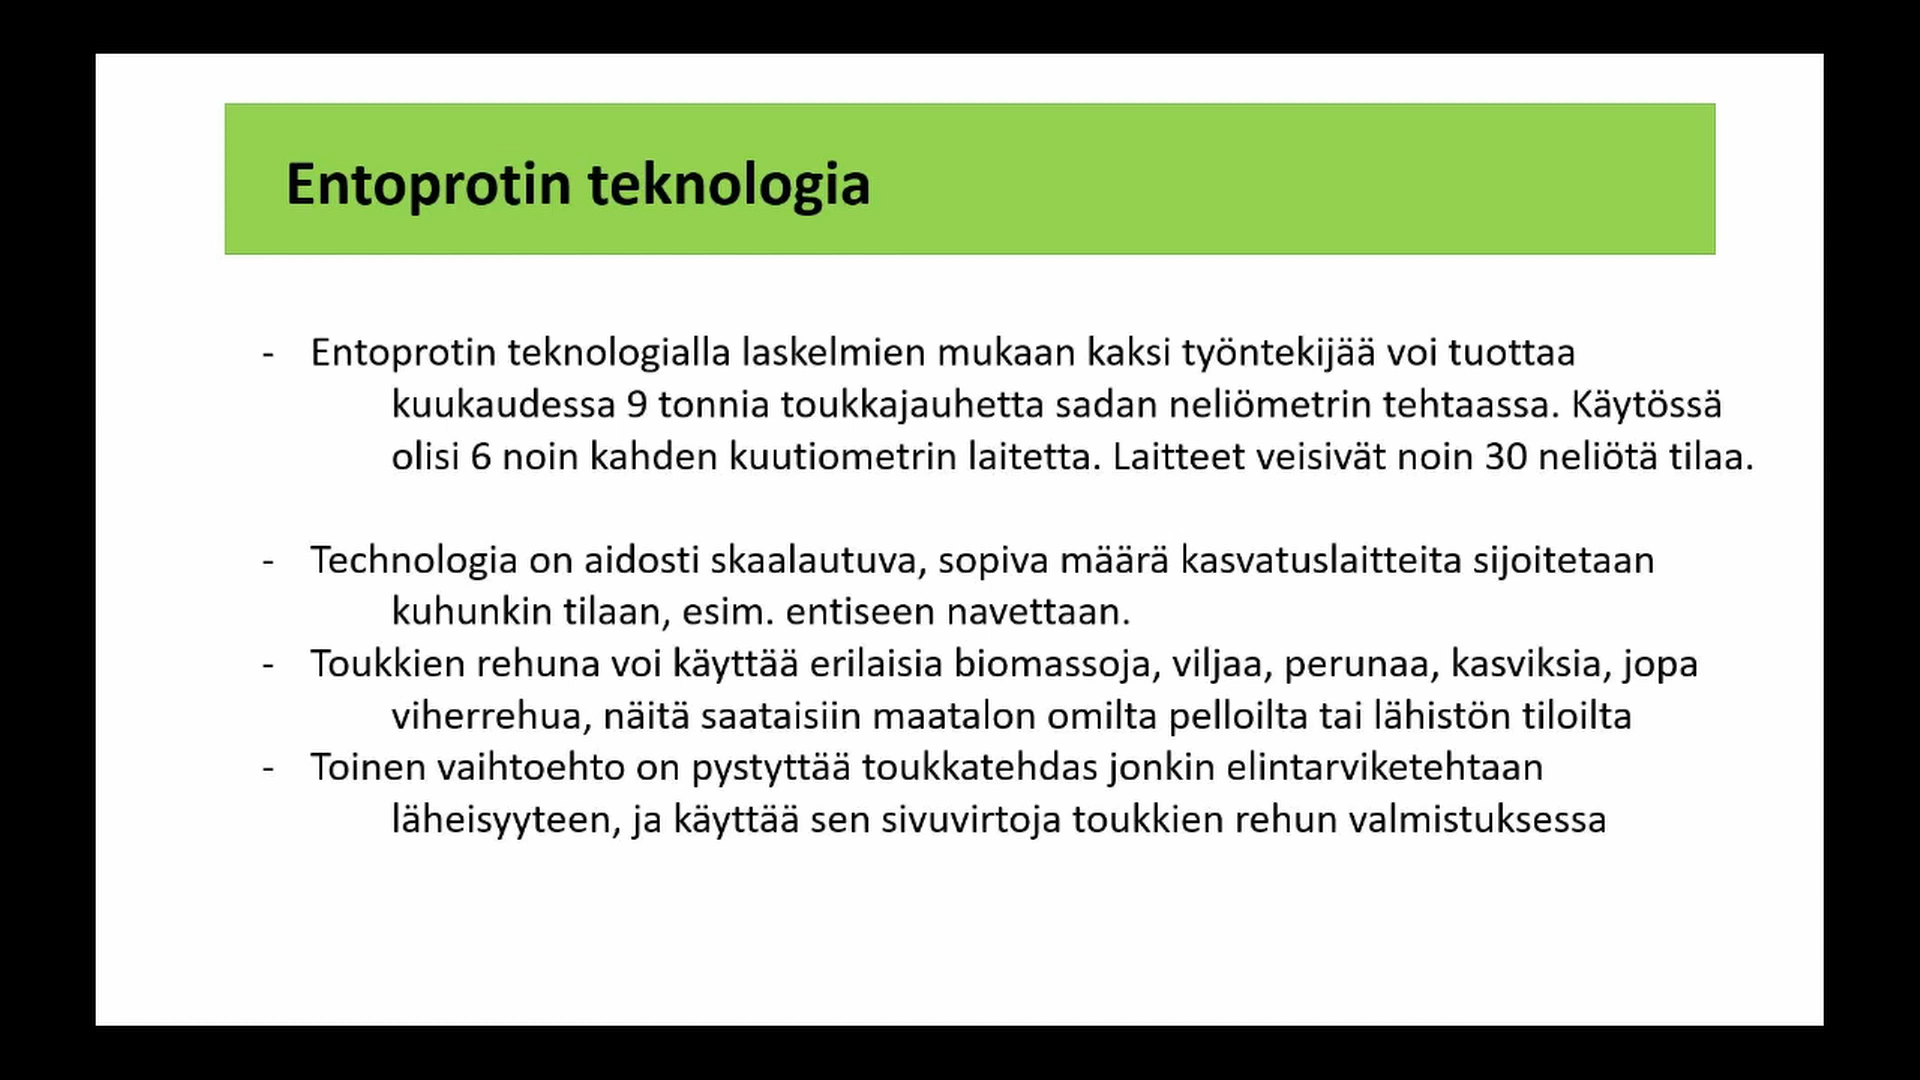 Entoprotin teknologia
- Entoprotin teknologialla laskelmien mukaan kaksi työntekijää voi tuottaa
kuukaudessa 9 tonnia toukkajauhetta sadan neliömetrin tehtaassa. Käytössä
olisi 6 noin kahden kuutiometrin laitetta. Laitteet veisivät noin 30 neliötä tilaa.
- Technologia on aidosti skaalautuva, sopiva määrä kasvatuslaitteita sijoitetaan
kuhunkin tilaan, esim. entiseen navettaan.
- Toukkien rehuna voi käyttää erilaisia biomassoja, viljaa, perunaa, kasviksia, jopa
viherrehua, näitä saataisiin maatalon omilta pelloilta tai lähistön tiloilta
- Toinen vaihtoehto on pystyttää toukkatehdas jonkin elintarviketehtaan
läheisyyteen, ja käyttää sen sivuvirtoja toukkien rehun valmistuksessa